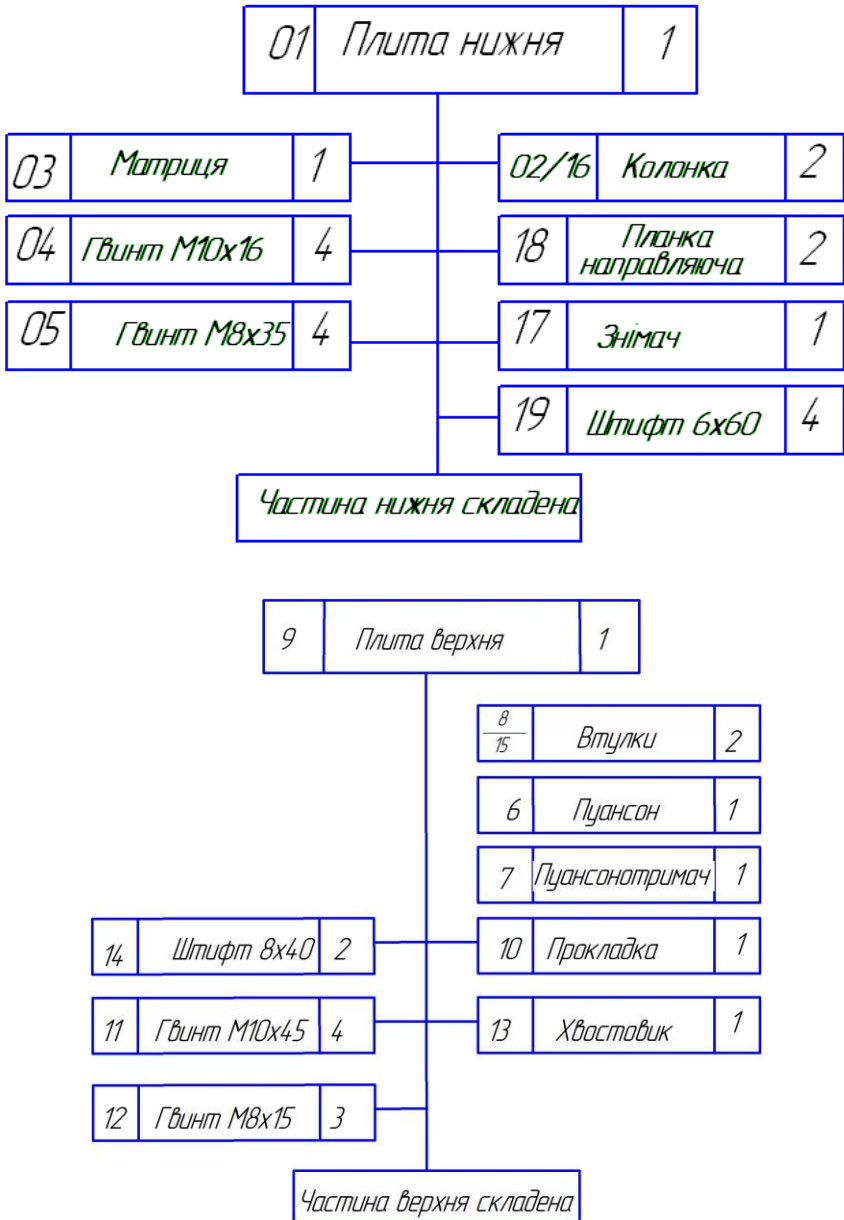 01 Плита нижня 1
03 Матриця 1
02/16 Колонка 2
04 Гвинт М10х16 4
18 Планка
направляюча 2
05 Гвинт М8х35 4
17 Знімач 1
19 Штифт 6х60 4
Частина нижня складена
9 Плита верхня 1
8
15 Втулки 2
6 Пуансон 1
7 Пуансонотримач 1
14 Штифт 8х40 2
10 Прокладка 1
11 Гвинт М10х45 4
13 Хвостовик 1
12 Гвинт М8х15 3
Частина верхня складена